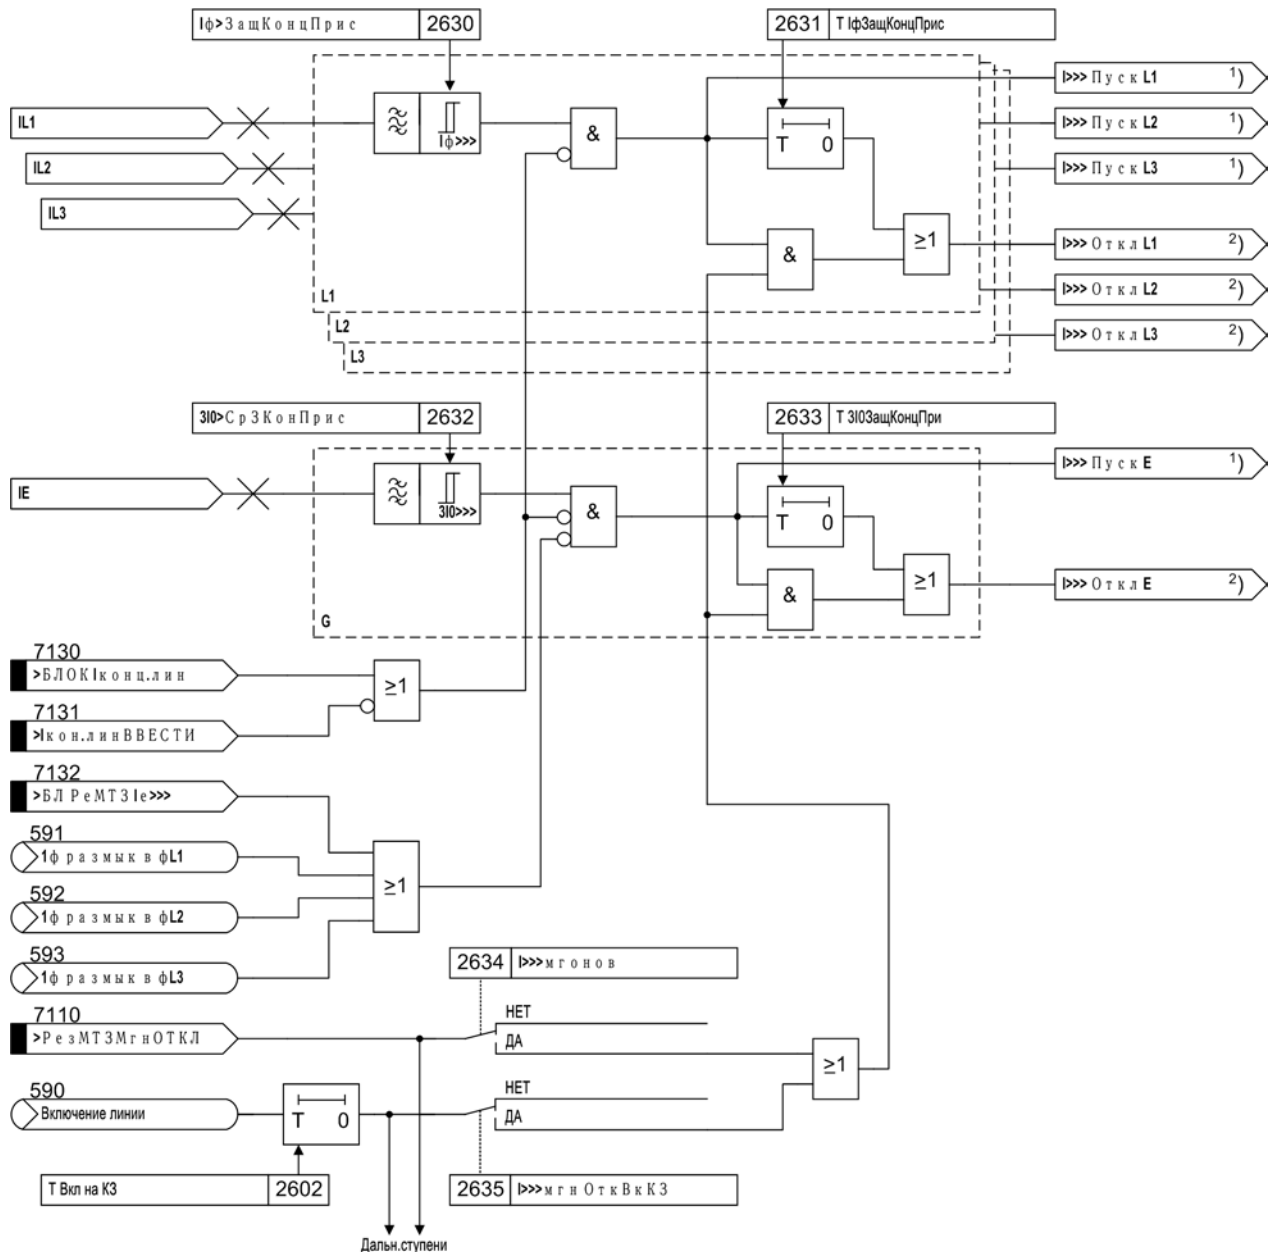 Iф>ЗащКонцПрис 2630
2631 Т IфЗащКонцПрис
I>>> Пуск L1 1)
IL1
Iф>>>
&
T 0
I>>> Пуск L2 1)
IL2
I>>> Пуск L3 1)
IL3
&
≥1
I>>> Откл L1 2)
I>>> Откл L2 2)
L1
L2
I>>> Откл L3 2)
L3
3I0>СрЗКонПрис 2632
2633 Т 3I0ЗащКонцПри
I>>> Пуск E 1)
IE
3I0>>>
&
T 0
&
≥1
I>>> Откл E 2)
G
7130
>БЛОКIконц.лин
≥1
7131
>Iкон.линВВЕСТИ
7132
>БЛ РеМТЗ Ie>>>
591
1ф размык в фL1
≥1
592
1ф размык в фL2
593
1ф размык в фL3
2634 I>>>мгонов
7110
>РезМТЗМгнОТКЛ
НЕТ
ДА
≥1
590
Включение линии
T 0
НЕТ
ДА
Т Вкл на КЗ 2602
2635 I>>>мгнОткВкКЗ
Дальн.ступени